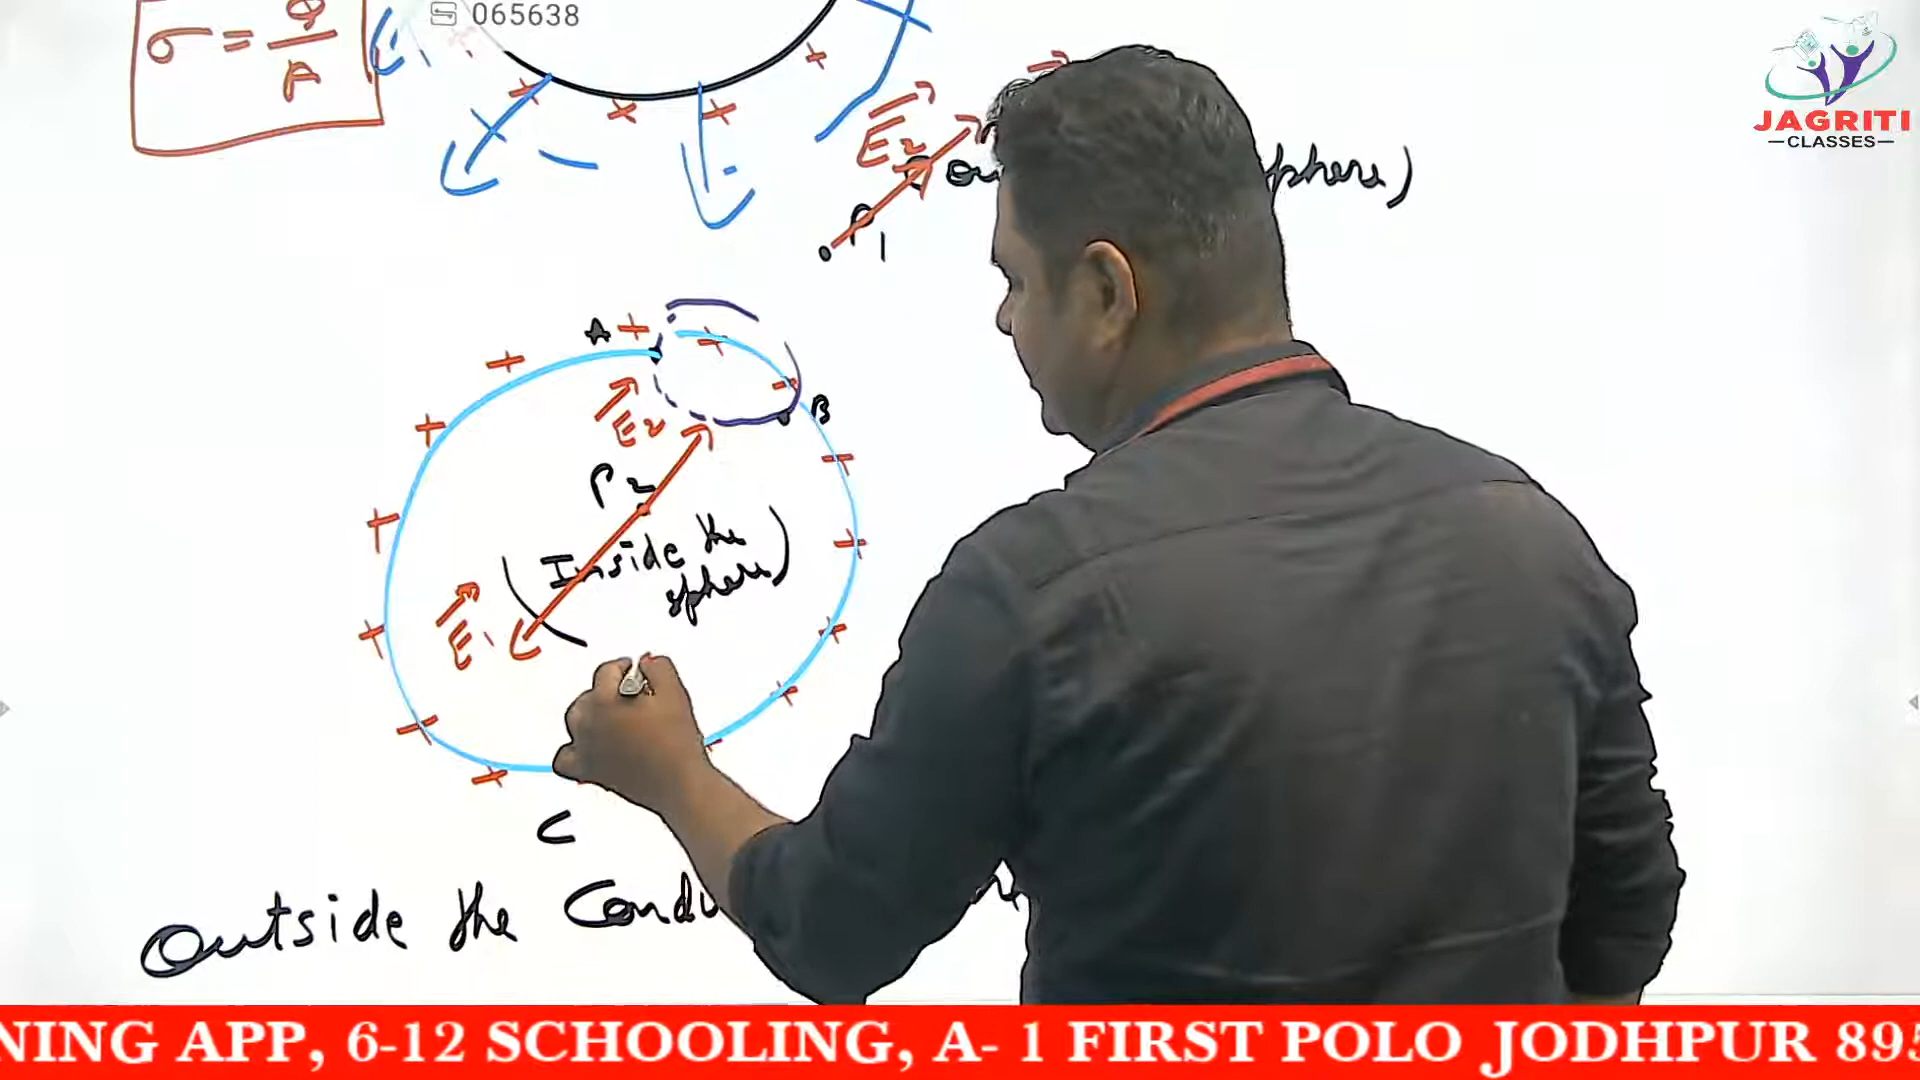 065638
σ = Q/A
JAGRITI
CLASSES
E₂
P₁
sphere)
A
B
E₂
P₂
(Inside the
sphere)
E₁
C
Outside the
NING APP, 6-12 SCHOOLING, A- 1 FIRST POLO JODHPUR 895